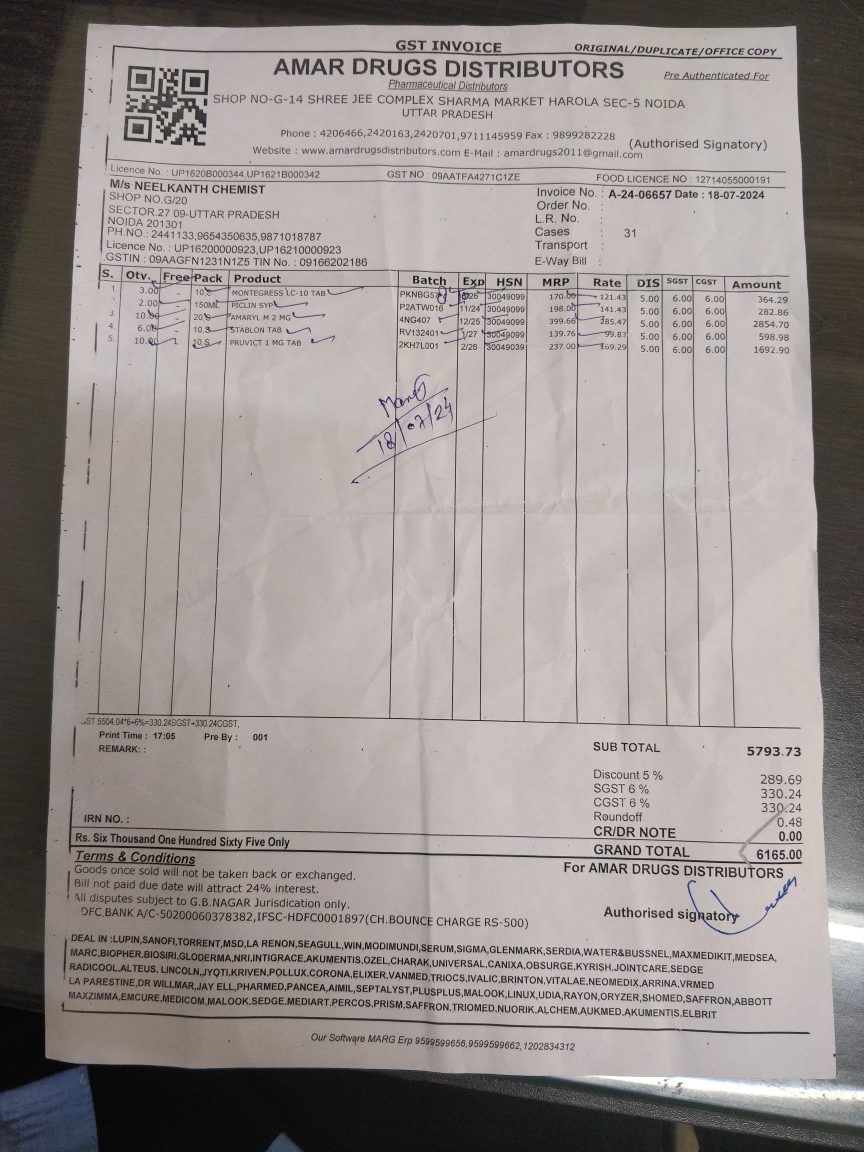 GST INVOICE
ORIGINAL/DUPLICATE/OFFICE COPY
AMAR DRUGS DISTRIBUTORS
Pre Authenticated For
Pharmaceutical Distributors
SHOP NO-G-14 SHREE JEE COMPLEX SHARMA MARKET HAROLA SEC-5 NOIDA
UTTAR PRADESH
Phone : 4206466,2420163,2420701,9711145959 Fax : 9899282228
(Authorised Signatory)
Website : www.amardrugsdistributors.com E-Mail : amardrugs2011@gmail.com
Licence No. : UP1620B000344,UP1621B000342 GST NO : 09AATFA4271C1ZE FOOD LICENCE NO : 12714055000191
M/s NEELKANTH CHEMIST
SHOP NO.G/20
SECTOR.27 09-UTTAR PRADESH
NOIDA 201301
PH.NO.: 2441133,9654350635,9871018787
Licence No. : UP16200000923,UP16210000923
GSTIN : 09AAGFN1231N1Z5 TIN No. : 09166202186
Invoice No. : A-24-06657 Date : 18-07-2024
Order No. :
L.R. No. :
Cases : 31
Transport :
E-Way Bill :
S. Qty. Free Pack Product Batch Exp HSN MRP Rate DIS SGST CGST Amount
1. 3.00 - 10,S MONTEGRESS LC-10 TAB PKNBG5 /26 30049099 170.00 121.43 5.00 6.00 6.00 364.29
2.00 - 150ML PICLIN SYP P2ATW016 11/24 30049099 198.00 141.43 5.00 6.00 6.00 282.86
3. 10.00 - 20,S AMARYL M 2 MG 4NG407 12/25 30049099 399.66 285.47 5.00 6.00 6.00 2854.70
4. 6.00 - 10,S STABLON TAB RV132401 1/27 30049099 139.76 99.83 5.00 6.00 6.00 598.98
5. 10.00 1 10,S PRUVICT 1 MG TAB 2KH7L001 2/26 30049039 237.00 169.29 5.00 6.00 6.00 1692.90
18/07/24
GST 5504.04*6+6%=330.24SGST+330.24CGST,
Print Time : 17:05 Pre By : 001
REMARK: :
SUB TOTAL 5793.73
Discount 5 % 289.69
SGST 6 % 330.24
CGST 6 % 330.24
Roundoff 0.48
IRN NO. :
CR/DR NOTE 0.00
Rs. Six Thousand One Hundred Sixty Five Only
GRAND TOTAL 6165.00
Terms & Conditions
Goods once sold will not be taken back or exchanged.
Bill not paid due date will attract 24% interest.
All disputes subject to G.B.NAGAR Jurisdication only.
DFC BANK A/C-50200060378382,IFSC-HDFC0001897(CH.BOUNCE CHARGE RS-500)
For AMAR DRUGS DISTRIBUTORS
Authorised signatory
DEAL IN :LUPIN,SANOFI,TORRENT,MSD,LA RENON,SEAGULL,WIN,MODIMUNDI,SERUM,SIGMA,GLENMARK,SERDIA,WATER&BUSSNEL,MAXMEDIKIT,MEDSEA,
MARC,BIOPHER,BIOSIRI,GLODERMA,NRI,INTIGRACE,AKUMENTIS,OZEL,CHARAK,UNIVERSAL,CANIXA,OBSURGE,KYRISH,JOINTCARE,SEDGE
RADICOOL,ALTEUS, LINCOLN,JYOTI,KRIVEN,POLLUX,CORONA,ELIXER,VANMED,TRIOCS,IVALIC,BRINTON,VITALAE,NEOMEDIX,ARRINA,VRMED
LA PARESTINE,DR WILLMAR,JAY ELL,PHARMED,PANCEA,AIMIL,SEPTALYST,PLUSPLUS,MALOOK,LINUX,UDIA,RAYON,ORYZER,SHOMED,SAFFRON,ABBOTT
MAXZIMMA,EMCURE,MEDICOM,MALOOK,SEDGE,MEDIART,PERCOS,PRISM,SAFFRON,TRIOMED,NUORIK,ALCHEM,AUKMED,AKUMENTIS,ELBRIT
Our Software MARG Erp 9599599656,9599599662,1202834312